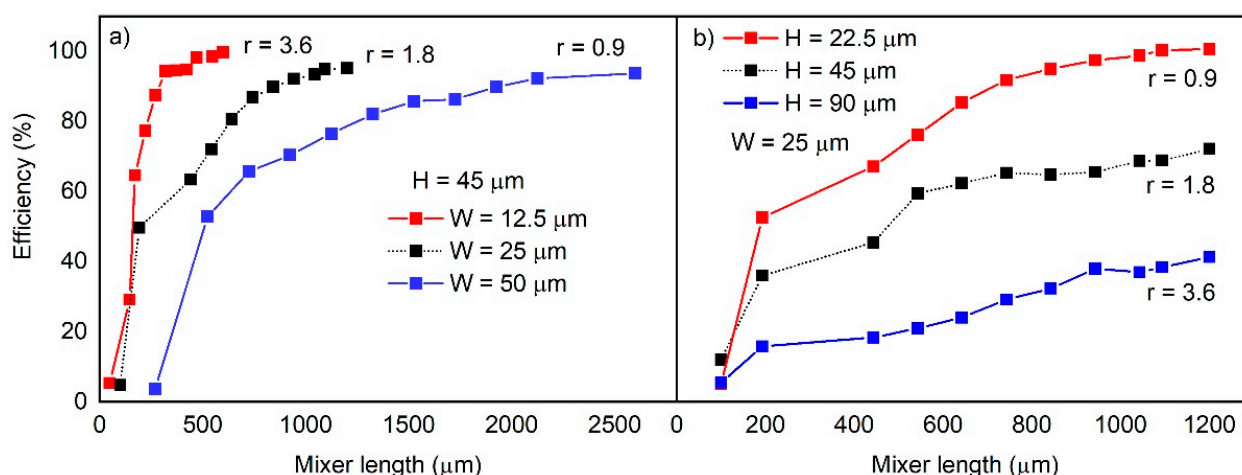 a)
r = 3.6
r = 1.8
r = 0.9
H = 45 μm
W = 12.5 μm
W = 25 μm
W = 50 μm
Efficiency (%)
100
80
60
40
20
0
0
500
1000
1500
2000
2500
Mixer length (μm)
b)
H = 22.5 μm
H = 45 μm
H = 90 μm
W = 25 μm
r = 0.9
r = 1.8
r = 3.6
0
200
400
600
800
1000
1200
Mixer length (μm)